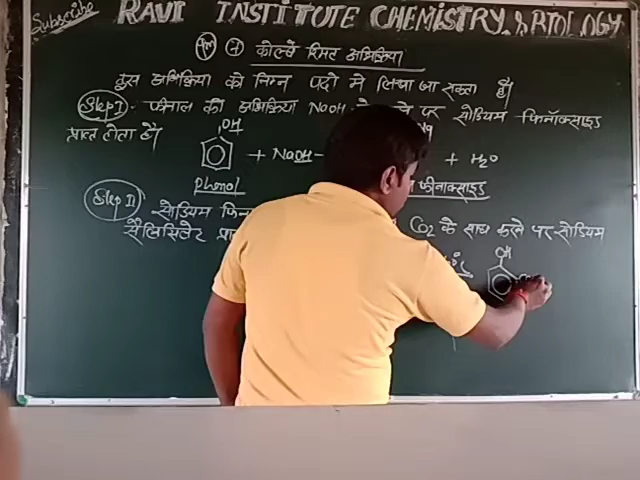 Subscribe
RAVI INSTITUTE CHEMISTRY & BIOLOGY
कोल्वे श्मिट अभिक्रिया
इस अभिक्रिया को निम्न पदो मे लिखा जा सकता है
Step I :- फीनाल की अभिक्रिया NaOH पर सोडियम फिनॉक्साइड
प्राप्त होता है।
OH
+ NaOH + H₂O
Phenol फीनाक्साइड
Step II :- सोडियम CO₂ के साथ करने पर सोडियम
सैलिसिलेट
OH